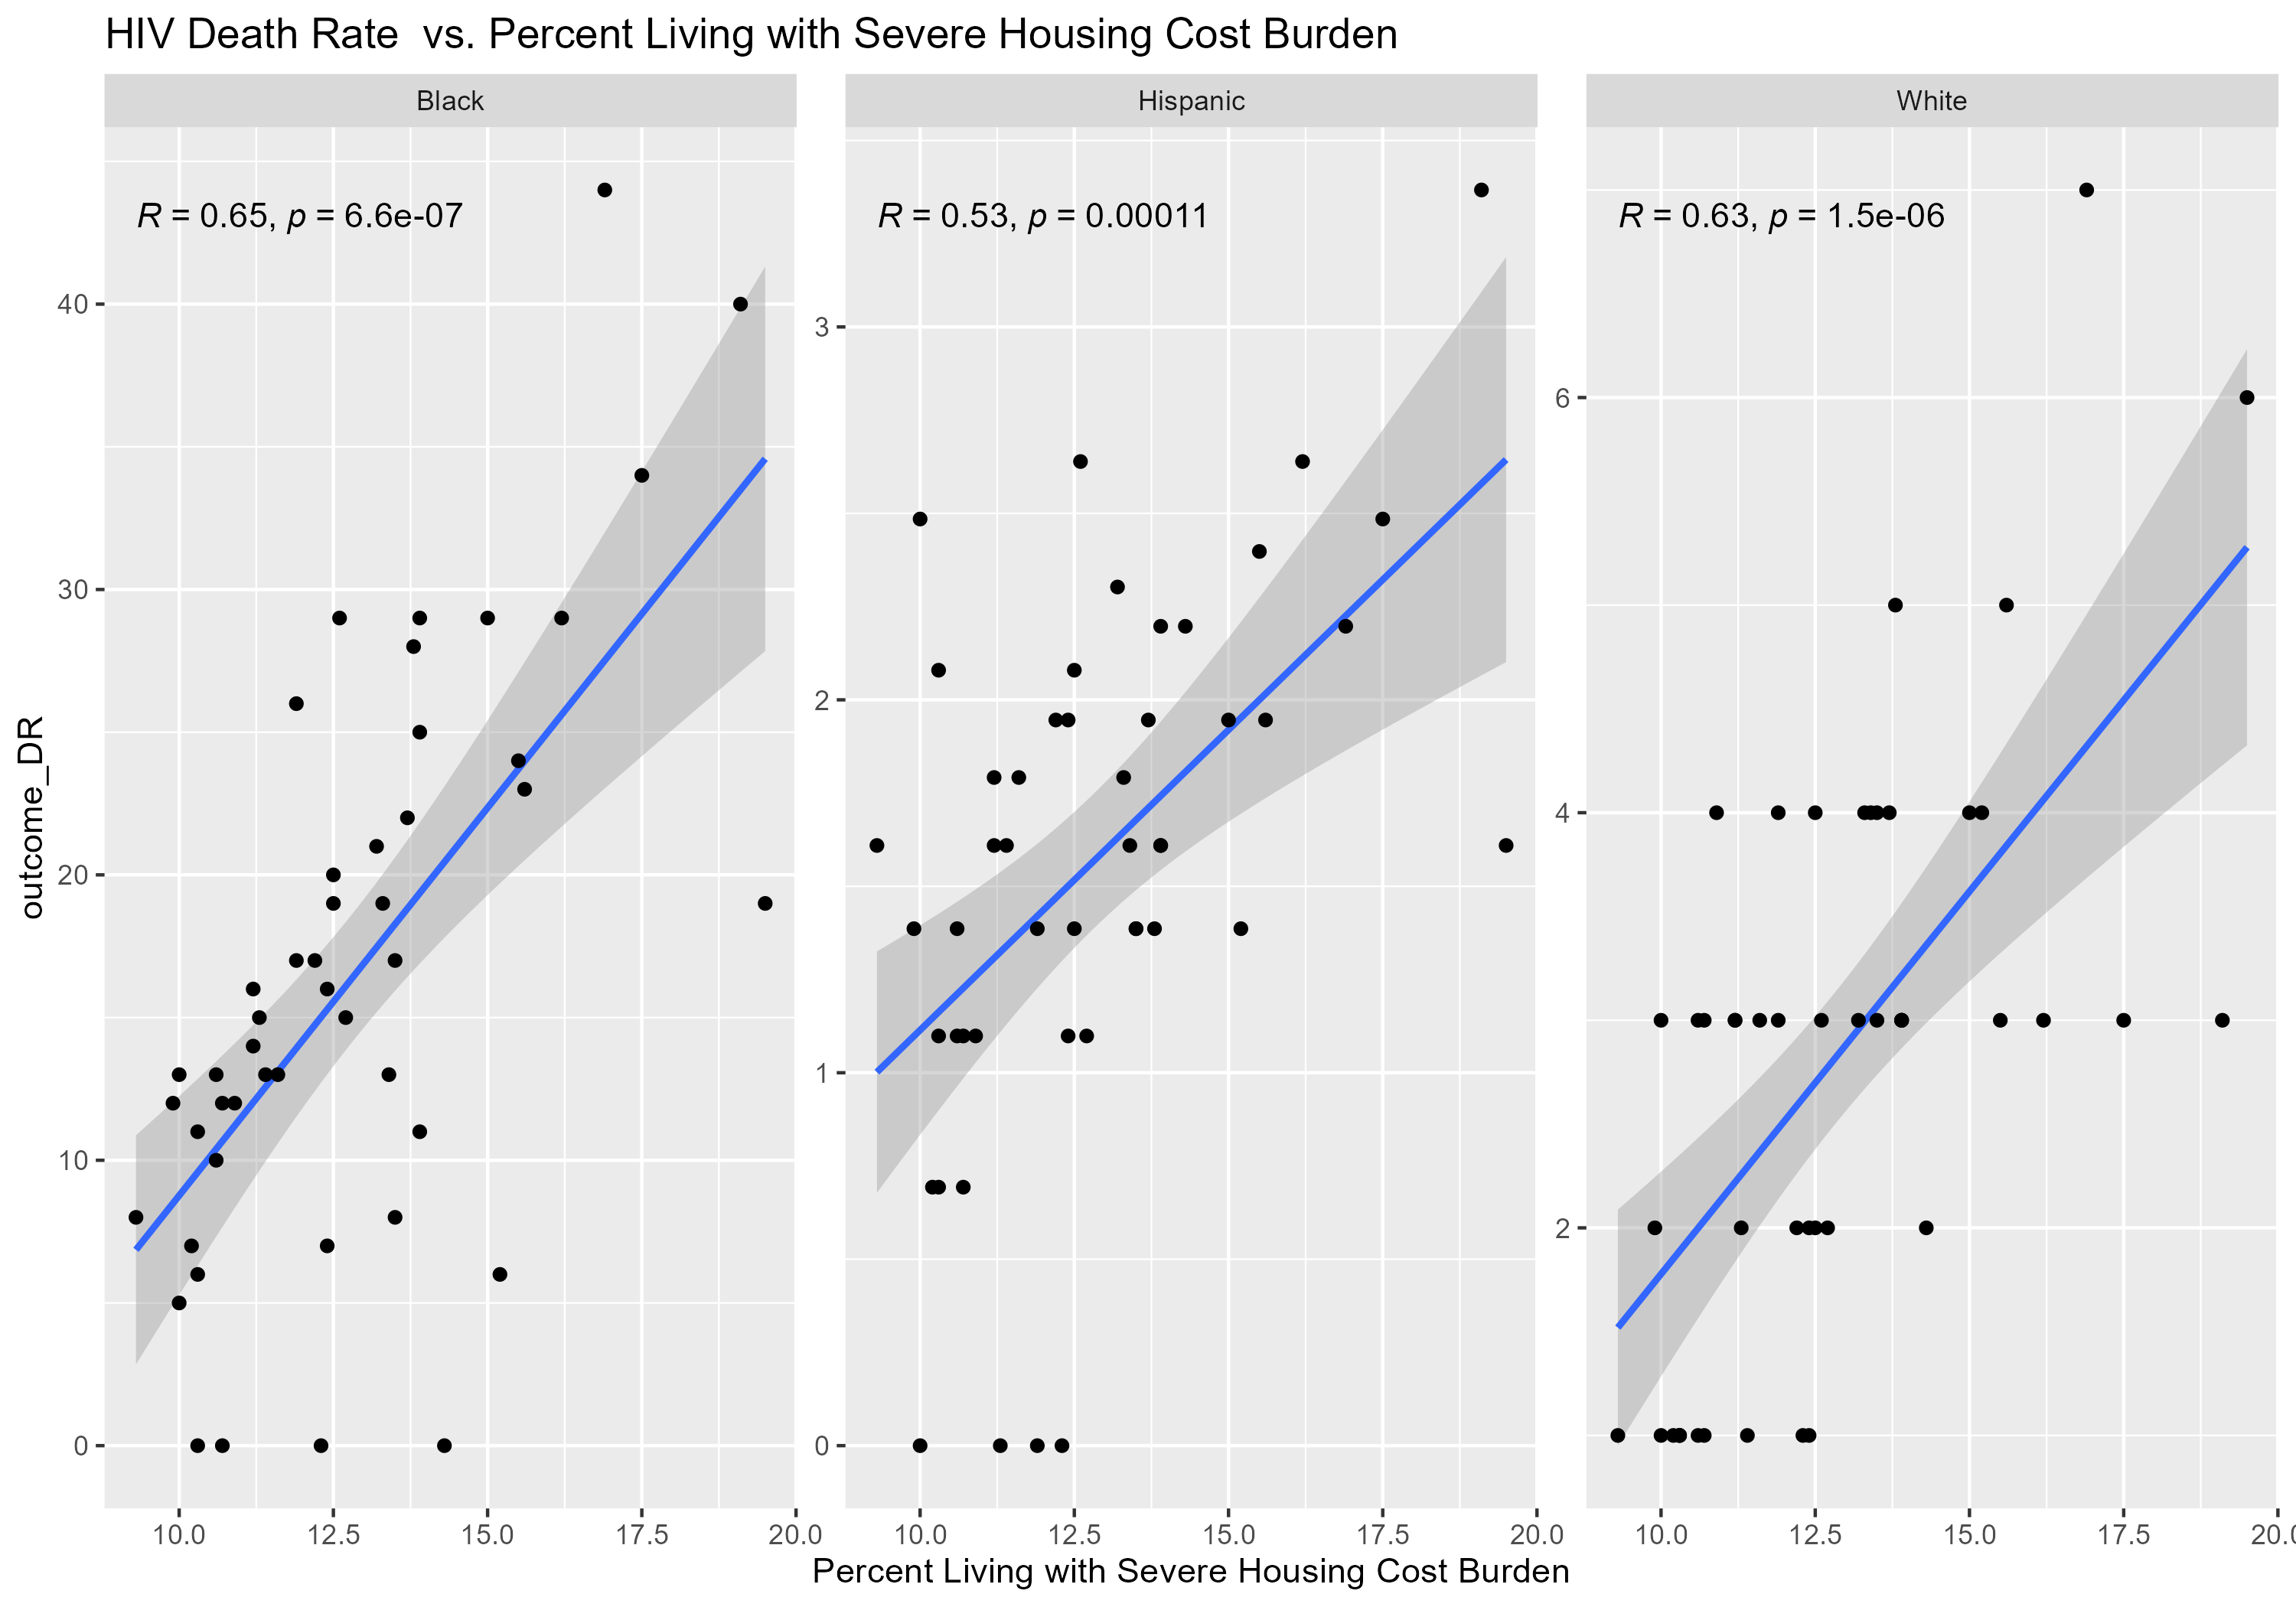 HIV Death Rate  vs. Percent Living with Severe Housing Cost Burden
Black
Hispanic
White
R = 0.65, p = 6.6e-07
R = 0.53, p = 0.00011
R = 0.63, p = 1.5e-06
outcome_DR
40
30
20
10
0
3
2
1
0
6
4
2
10.0 12.5 15.0 17.5 20.0
10.0 12.5 15.0 17.5 20.0
10.0 12.5 15.0 17.5 20.0
Percent Living with Severe Housing Cost Burden